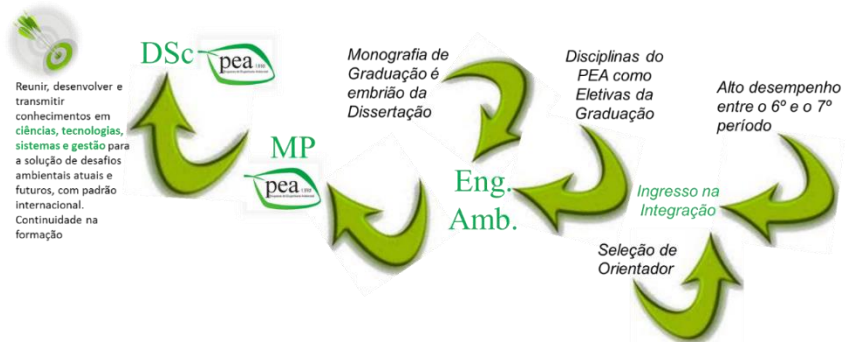 Reunir, desenvolver e
transmitir
conhecimentos em
ciências, tecnologias,
sistemas e gestão para
a solução de desafios
ambientais atuais e
futuros, com padrão
internacional.
Continuidade na
formação
DSc
pea
MP
pea
Monografia de
Graduação é
embrião da
Dissertação
Eng.
Amb.
Disciplinas do
PEA como
Eletivas da
Graduação
Ingresso na
Integração
Alto desempenho
entre o 6º e o 7º
período
Seleção de
Orientador